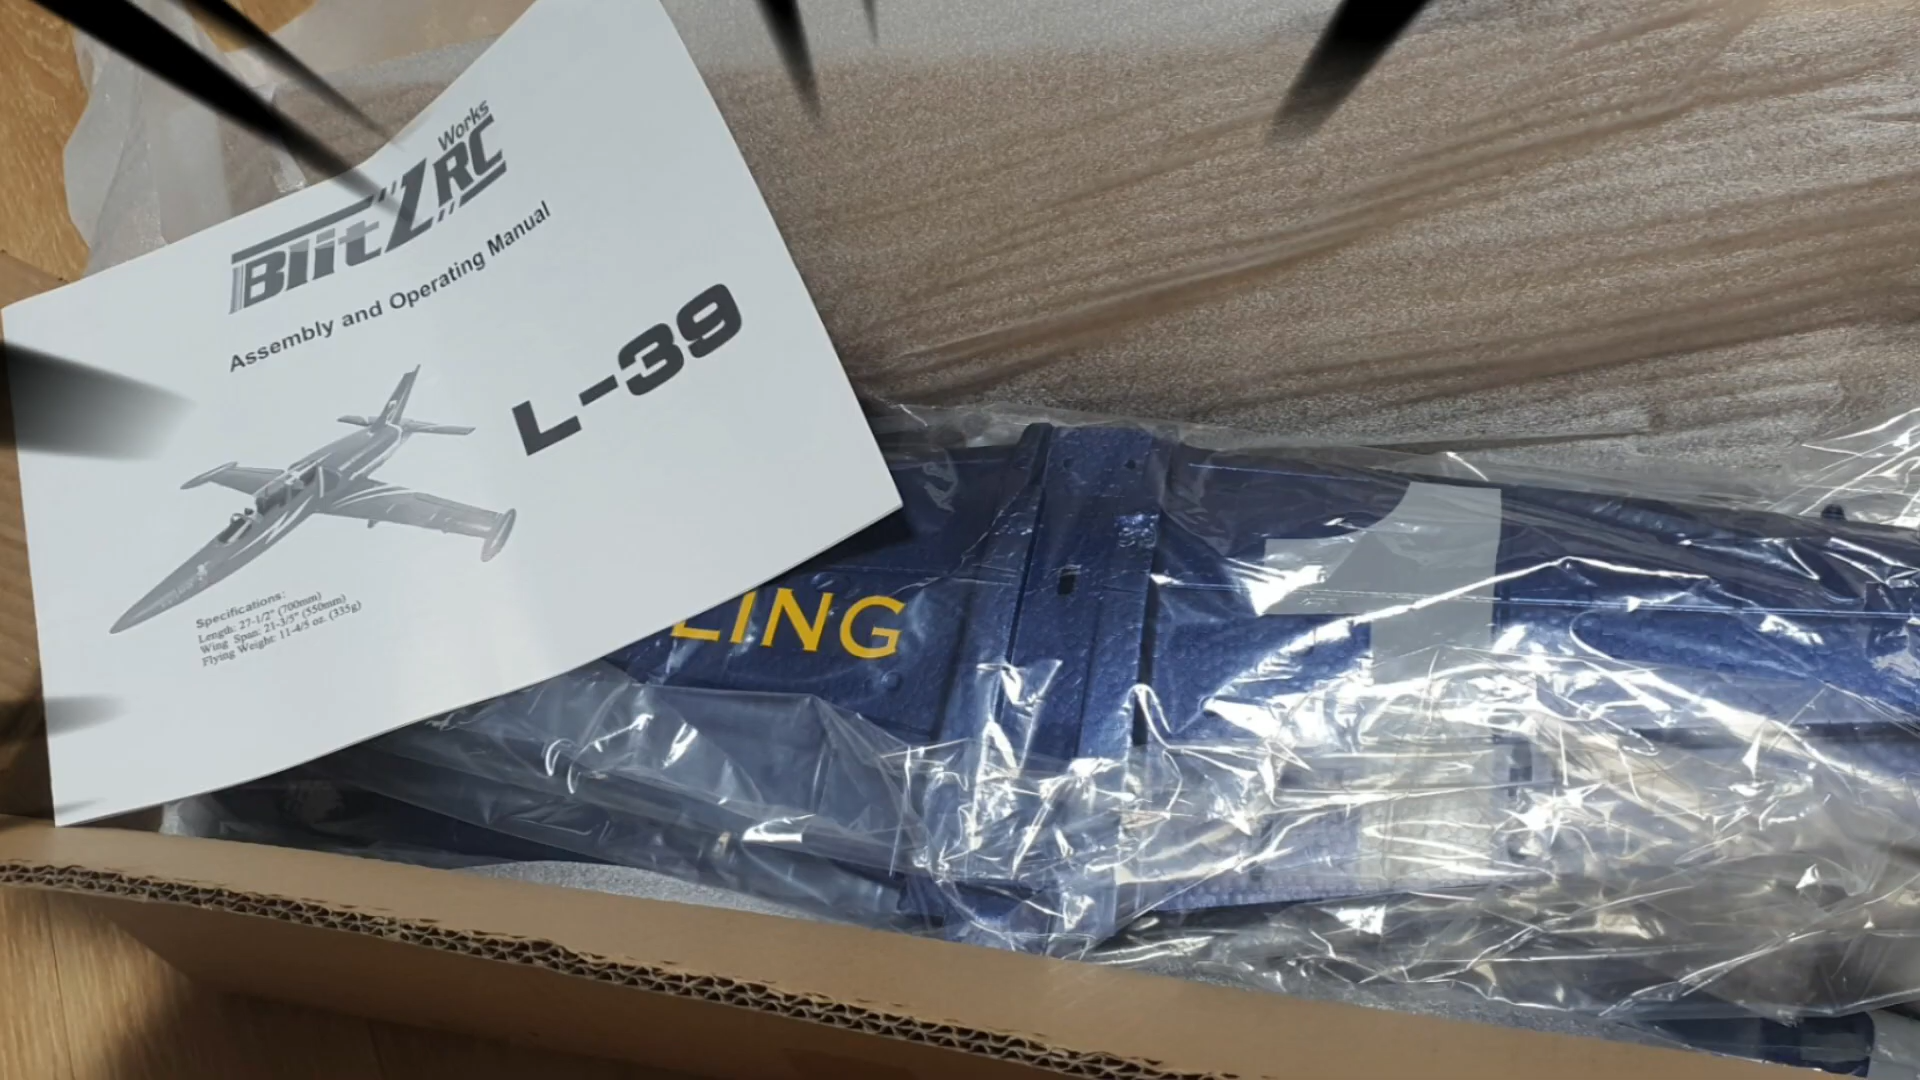 BlitZRC
Works
Assembly and Operating Manual
L-39
Specifications:
Length: 27-1/2" (700mm)
Wing Span: 21-3/5" (550mm)
Flying Weight: 11-4/5 oz. (335g)
LING
1